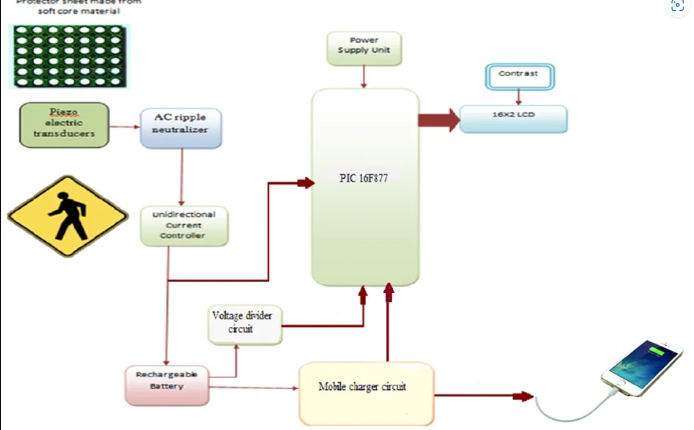 Protector sheet made from
soft core material
Power
Supply Unit
Contrast
16X2 LCD
Piezo
electric
transducers
AC ripple
neutralizer
PIC 16F877
Unidirectional
Current
Controller
Voltage divider
circuit
Rechargeable
Battery
Mobile charger circuit